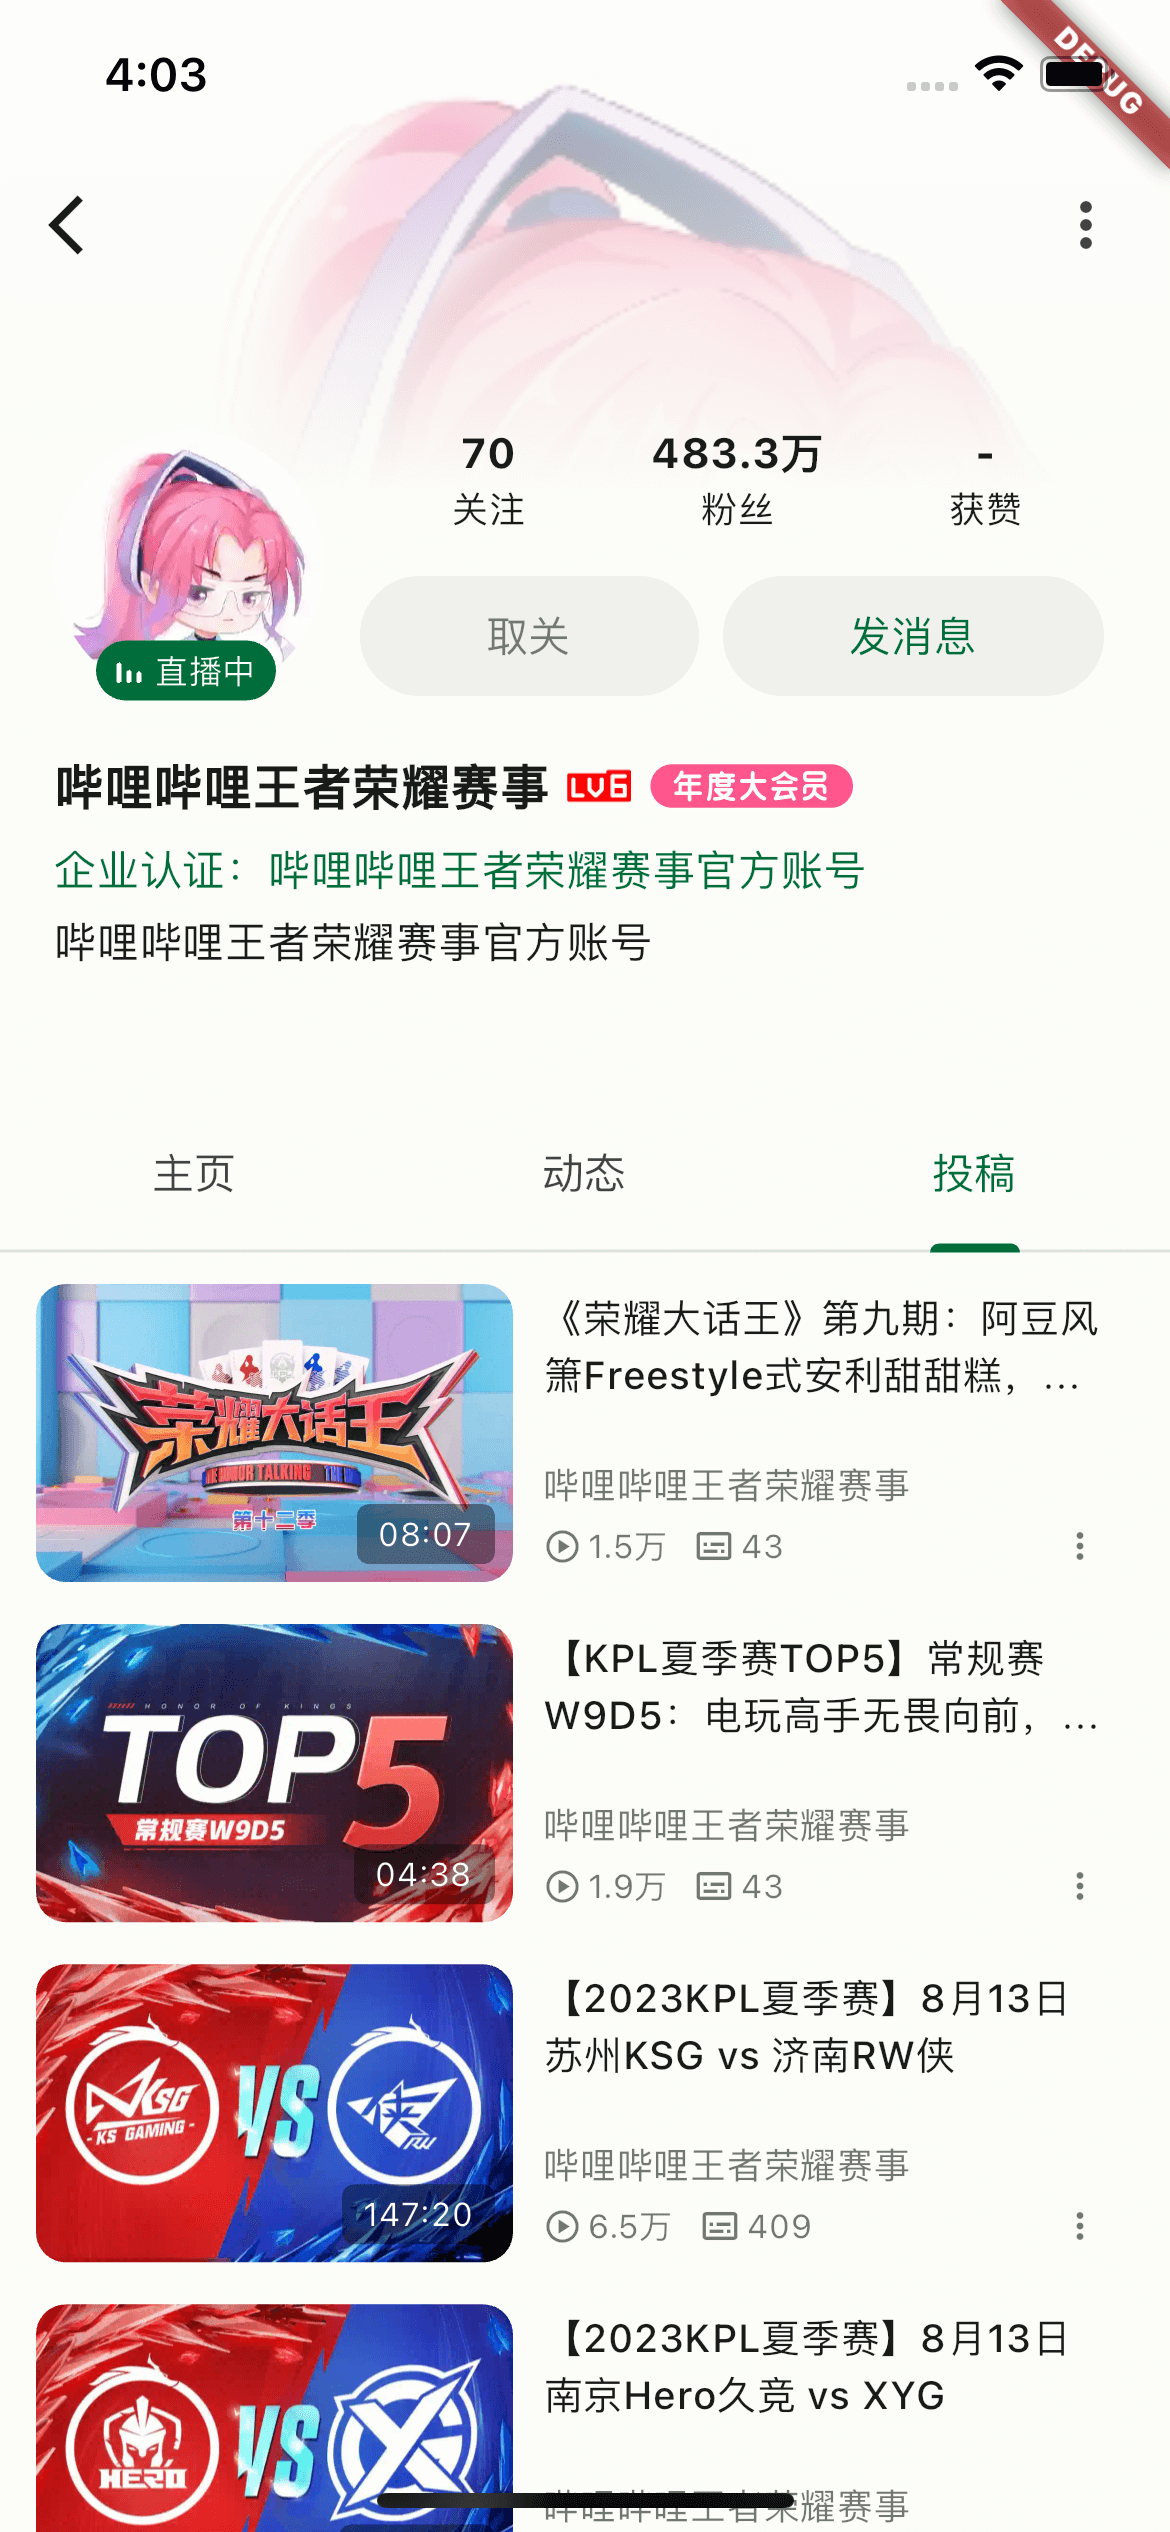 4:03
DEBUG
70
483.3万
-
关注
粉丝
获赞
直播中
取关
发消息
哔哩哔哩王者荣耀赛事 LV6 年度大会员
企业认证：哔哩哔哩王者荣耀赛事官方账号
哔哩哔哩王者荣耀赛事官方账号
主页
动态
投稿
荣耀大话王
THE HONOR TALKING
第十二季
08:07
《荣耀大话王》第九期：阿豆风
箫Freestyle式安利甜甜糕，...
哔哩哔哩王者荣耀赛事
1.5万 43
HONOR OF KINGS
TOP5
常规赛W9D5
04:38
【KPL夏季赛TOP5】常规赛
W9D5：电玩高手无畏向前，...
哔哩哔哩王者荣耀赛事
1.9万 43
KSG
-KS GAMING-
VS
侠
RW
147:20
【2023KPL夏季赛】8月13日
苏州KSG vs 济南RW侠
哔哩哔哩王者荣耀赛事
6.5万 409
HERO
VS
【2023KPL夏季赛】8月13日
南京Hero久竞 vs XYG
哔哩哔哩王者荣耀赛事